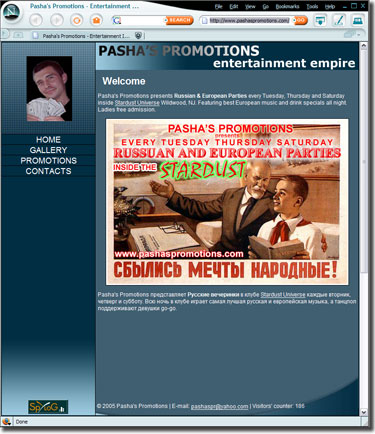 Pasha's Promotions - Entertainment ...
File View Go Bookmarks Tools Help
SEARCH
http://www.pashaspromotions.com/
GO
Pasha's Promotions - Entertainment I...
PASHA'S PROMOTIONS
entertainment empire
HOME
GALLERY
PROMOTIONS
CONTACTS
Welcome
Pasha's Promotions presents Russian & European Parties every Tuesday, Thursday and Saturday
inside Stardust Universe Wildwood, NJ. Featuring best European music and drink specials all night.
Ladies free admission.
PASHA'S PROMOTIONS
presents
EVERY TUESDAY THURSDAY SATURDAY
RUSSUAN AND EUROPEAN PARTIES
INSIDE THE STARDUST
www.pashaspromotions.com
СБЫЛИСЬ МЕЧТЫ НАРОДНЫЕ!
Pasha's Promotions представляет Русские вечеринки в клубе Stardust Universe каждые вторник,
четверг и субботу. Всю ночь в клубе играет самая лучшая русская и европейская музыка, а танцпол
поддерживают девушки go-go.
© 2005 Pasha's Promotions | E-mail: pashaspr@yahoo.com | Visitors' counter: 186
Done